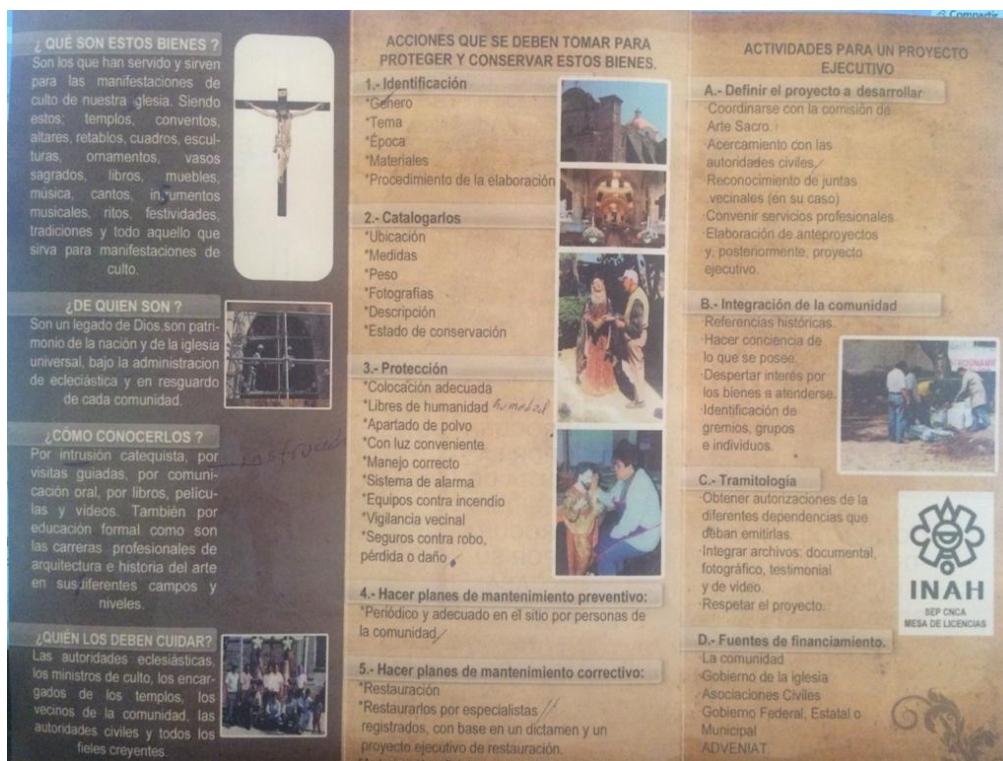 Compartir
¿ QUÉ SON ESTOS BIENES ?
Son los que han servido y sirven
para las manifestaciones de
culto de nuestra iglesia. Siendo
estos; templos, conventos,
altares, retablos, cuadros, escul-
turas, ornamentos, vasos
sagrados, libros, muebles,
música, cantos, instrumentos
musicales, ritos, festividades,
tradiciones y todo aquello que
sirva para manifestaciones de
culto.
¿DE QUIEN SON ?
Son un legado de Dios,son patri-
monio de la nación y de la iglesia
universal, bajo la administracion
de ecleciástica y en resguardo
de cada comunidad.
¿CÓMO CONOCERLOS ?
Por intrusión catequista, por
instrucción
visitas guiadas, por comuni-
cación oral, por libros, pelícu-
las y vídeos. También por
educación formal como son
las carreras profesionales de
arquitectura e historia del arte
en sus diferentes campos y
niveles.
¿QUIÉN LOS DEBEN CUIDAR?
Las autoridades eclesiásticas,
los ministros de culto, los encar-
gados de los templos, los
vecinos de la comunidad, las
autoridades civiles y todos los
fieles creyentes.
ACCIONES QUE SE DEBEN TOMAR PARA
PROTEGER Y CONSERVAR ESTOS BIENES.
1.- Identificación
*Género
*Tema
*Época
*Materiales
*Procedimiento de la elaboración
2.- Catalogarlos
*Ubicación
*Medidas
*Peso
*Fotografías
*Descripción
*Estado de conservación
3.- Protección
*Colocación adecuada
*Libres de humanidad humedad
*Apartado de polvo
*Con luz conveniente
*Manejo correcto
*Sistema de alarma
*Equipos contra incendio
*Vigilancia vecinal
*Seguros contra robo,
pérdida o daño
4.- Hacer planes de mantenimiento preventivo:
*Periódico y adecuado en el sitio por personas de
la comunidad
5.- Hacer planes de mantenimiento correctivo:
*Restauración
*Restaurarlos por especialistas
registrados, con base en un dictamen y un
proyecto ejecutivo de restauración.
ACTIVIDADES PARA UN PROYECTO
EJECUTIVO
A.- Definir el proyecto a desarrollar
·Coordinarse con la comisión de
Arte Sacro.
·Acercamiento con las
autoridades civiles
·Reconocimiento de juntas
vecinales (en su caso)
·Convenir servicios profesionales
·Elaboración de anteproyectos
y, posteriormente, proyecto
ejecutivo.
B.- Integración de la comunidad
·Referencias históricas.
·Hacer conciencia de
lo que se posee.
·Despertar interés por
los bienes a atenderse.
·Identificación de
gremios, grupos
e individuos.
C.- Tramitología
·Obtener autorizaciones de la
diferentes dependencias que
deban emitirlas.
·Integrar archivos: documental,
fotográfico, testimonial
y de video.
·Respetar el proyecto.
INAH
SEP CNCA
MESA DE LICENCIAS
D.- Fuentes de financiamiento.
·La comunidad
·Gobierno de la iglesia
·Asociaciones Civiles
·Gobierno Federal, Estatal o
Municipal
·ADVENIAT.